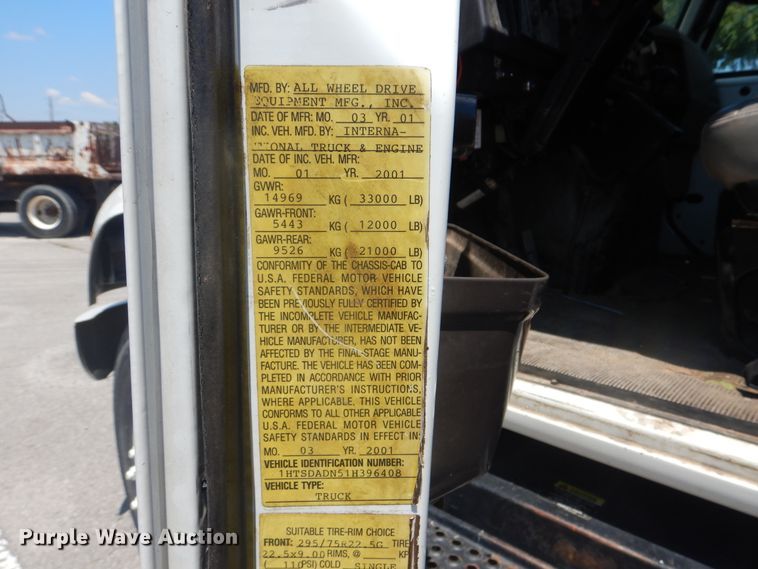 MFD. BY: ALL WHEEL DRIVE
EQUIPMENT MFG., INC.
DATE OF MFR: MO. 03 YR. 01
INC. VEH. MFD. BY: INTERNA-
TIONAL TRUCK & ENGINE
DATE OF INC. VEH. MFR:
MO. 01 YR. 2001
GVWR:
14969 KG ( 33000 LB)
GAWR-FRONT:
5443 KG ( 12000 LB)
GAWR-REAR:
9526 KG ( 21000 LB)
CONFORMITY OF THE CHASSIS-CAB TO
U.S.A. FEDERAL MOTOR VEHICLE
SAFETY STANDARDS, WHICH HAVE
BEEN PREVIOUSLY FULLY CERTIFIED BY
THE INCOMPLETE VEHICLE MANUFAC-
TURER OR BY THE INTERMEDIATE VE-
HICLE MANUFACTURER, HAS NOT BEEN
AFFECTED BY THE FINAL-STAGE MANU-
FACTURE. THE VEHICLE HAS BEEN COM-
PLETED IN ACCORDANCE WITH PRIOR
MANUFACTURER'S INSTRUCTIONS,
WHERE APPLICABLE. THIS VEHICLE
CONFORMS TO ALL OTHER APPLICABLE
U.S.A. FEDERAL MOTOR VEHICLE
SAFETY STANDARDS IN EFFECT IN:
MO. 03 YR. 2001
VEHICLE IDENTIFICATION NUMBER:
1HTSDADN51H396408
VEHICLE TYPE:
TRUCK
SUITABLE TIRE-RIM CHOICE
FRONT: 295/75R22.5G TIRE
22.5x9.00 RIMS, @ KP
110 PSI) COLD SINGLE
Purple Wave Auction